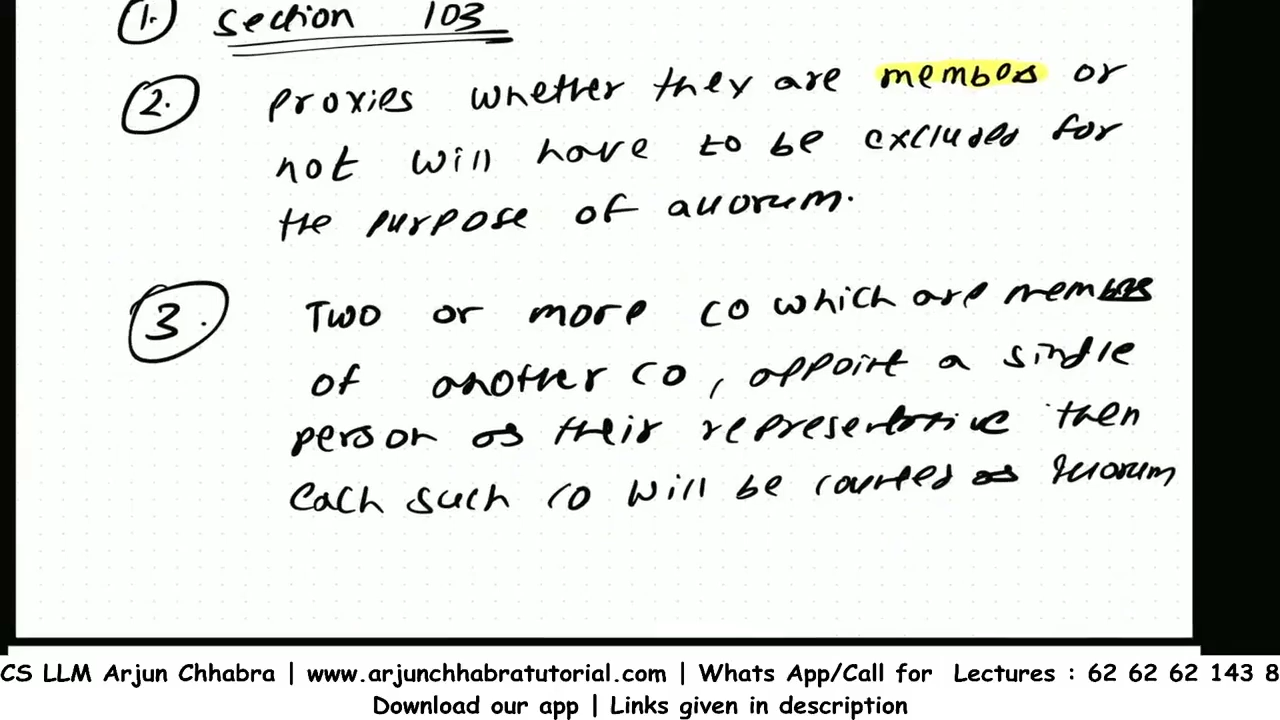 1. Section 103
2. proxies whether they are members or
not will have to be excluded for
the purpose of quorum.
3. Two or more co which are members
of another co, appoint a single
person as their representative then
each such co will be counted as quorum
CS LLM Arjun Chhabra | www.arjunchhabratutorial.com | Whats App/Call for Lectures : 62 62 62 143 8
Download our app | Links given in description